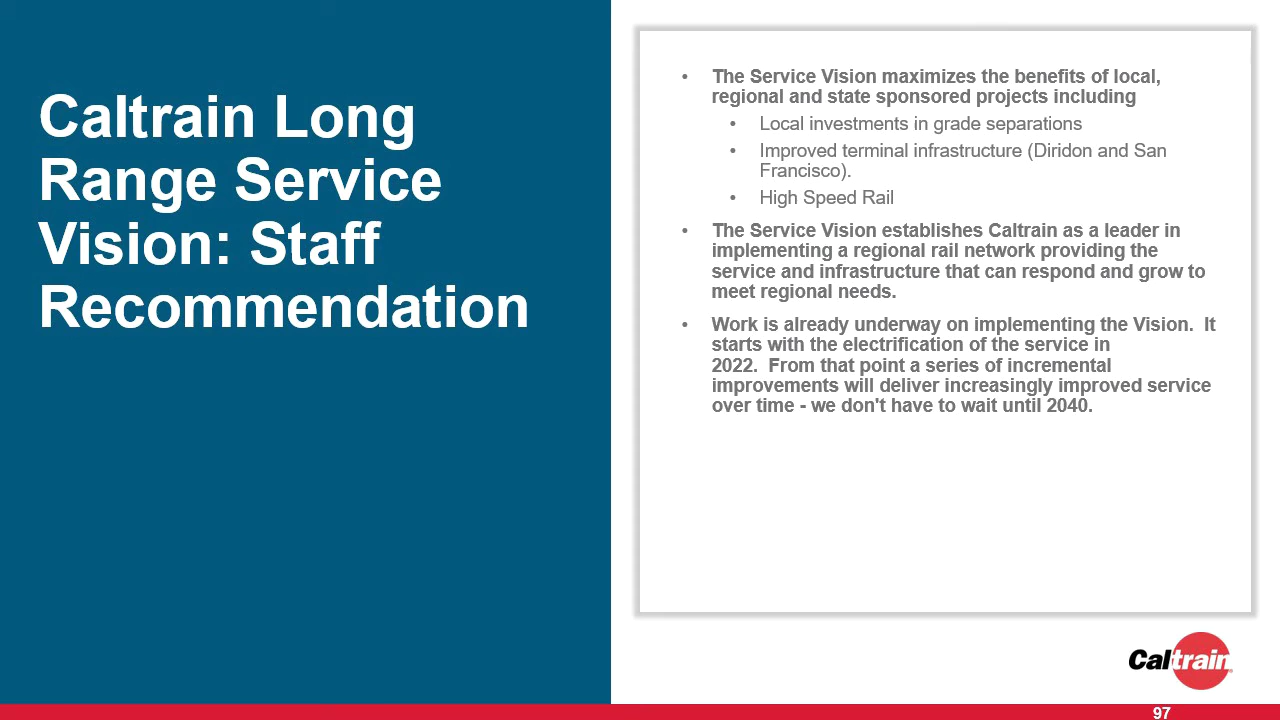 Caltrain Long
Range Service
Vision: Staff
Recommendation
• The Service Vision maximizes the benefits of local,
regional and state sponsored projects including
• Local investments in grade separations
• Improved terminal infrastructure (Diridon and San
Francisco).
• High Speed Rail
• The Service Vision establishes Caltrain as a leader in
implementing a regional rail network providing the
service and infrastructure that can respond and grow to
meet regional needs.
• Work is already underway on implementing the Vision.  It
starts with the electrification of the service in
2022.  From that point a series of incremental
improvements will deliver increasingly improved service
over time - we don't have to wait until 2040.
Caltrain
97